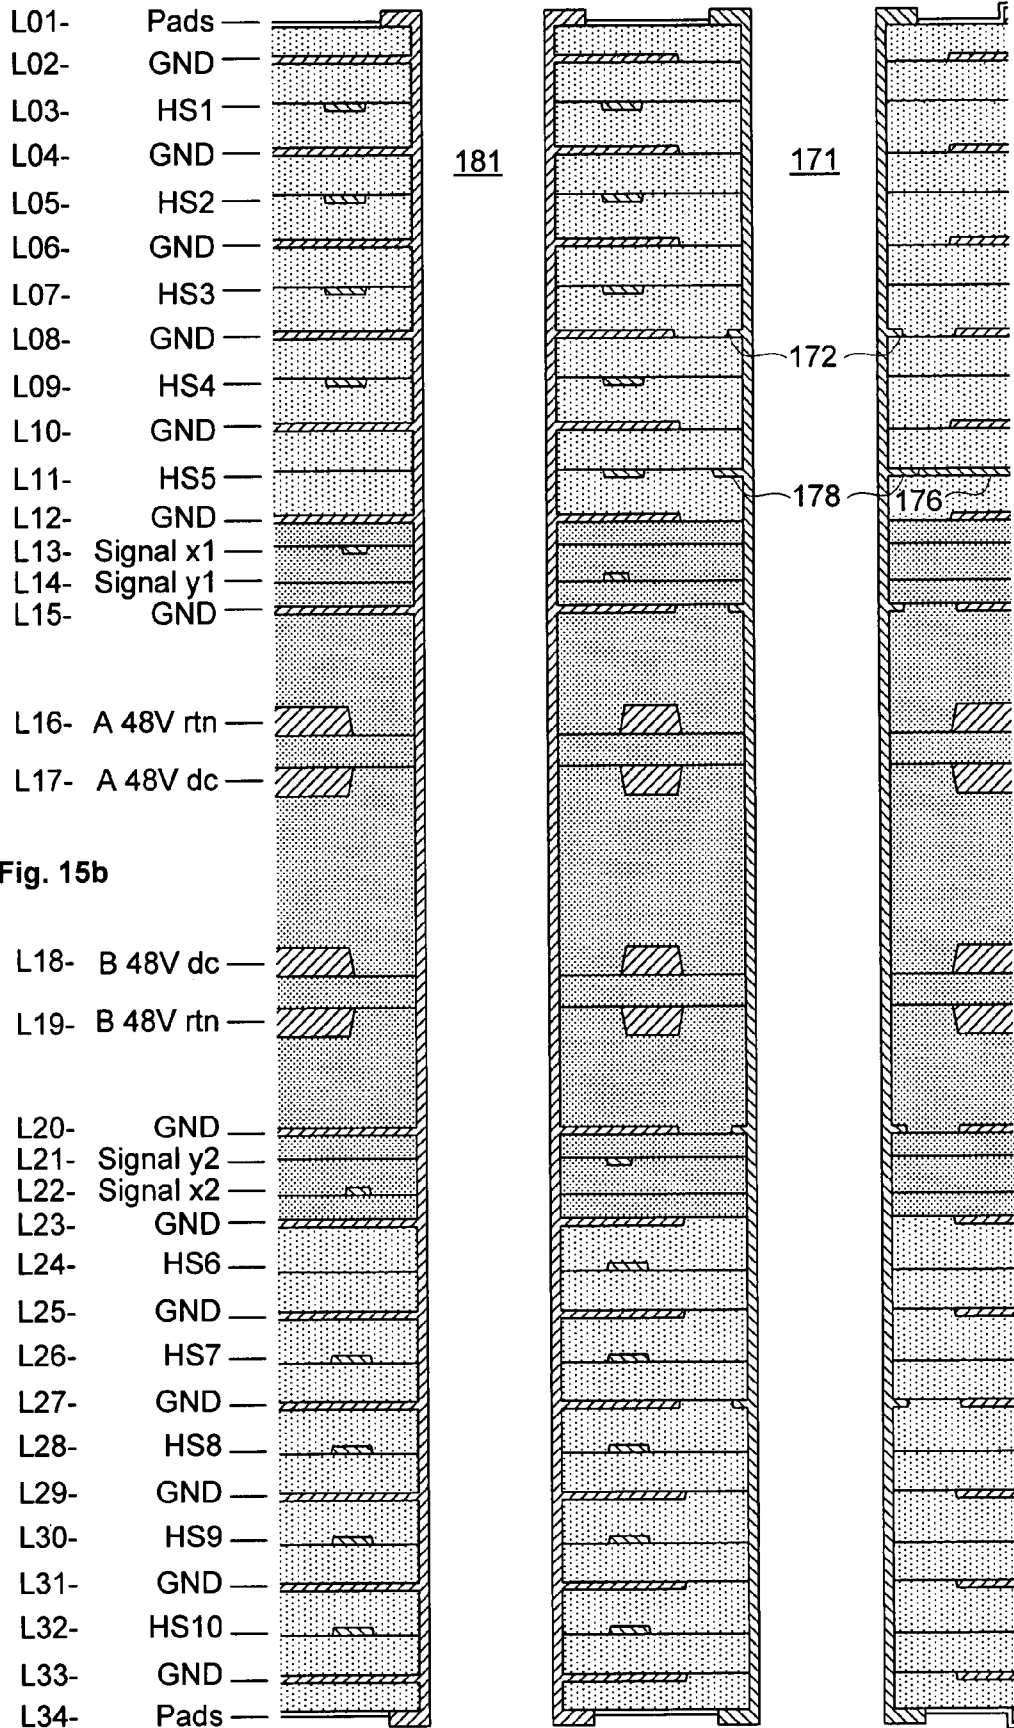 L01- Pads
L02- GND
L03- HS1
L04- GND
181
171
L05- HS2
L06- GND
L07- HS3
L08- GND
172
L09- HS4
L10- GND
L11- HS5
178
176
L12- GND
L13- Signal x1
L14- Signal y1
L15- GND
L16- A 48V rtn
L17- A 48V dc
Fig. 15b
L18- B 48V dc
L19- B 48V rtn
L20- GND
L21- Signal y2
L22- Signal x2
L23- GND
L24- HS6
L25- GND
L26- HS7
L27- GND
L28- HS8
L29- GND
L30- HS9
L31- GND
L32- HS10
L33- GND
L34- Pads